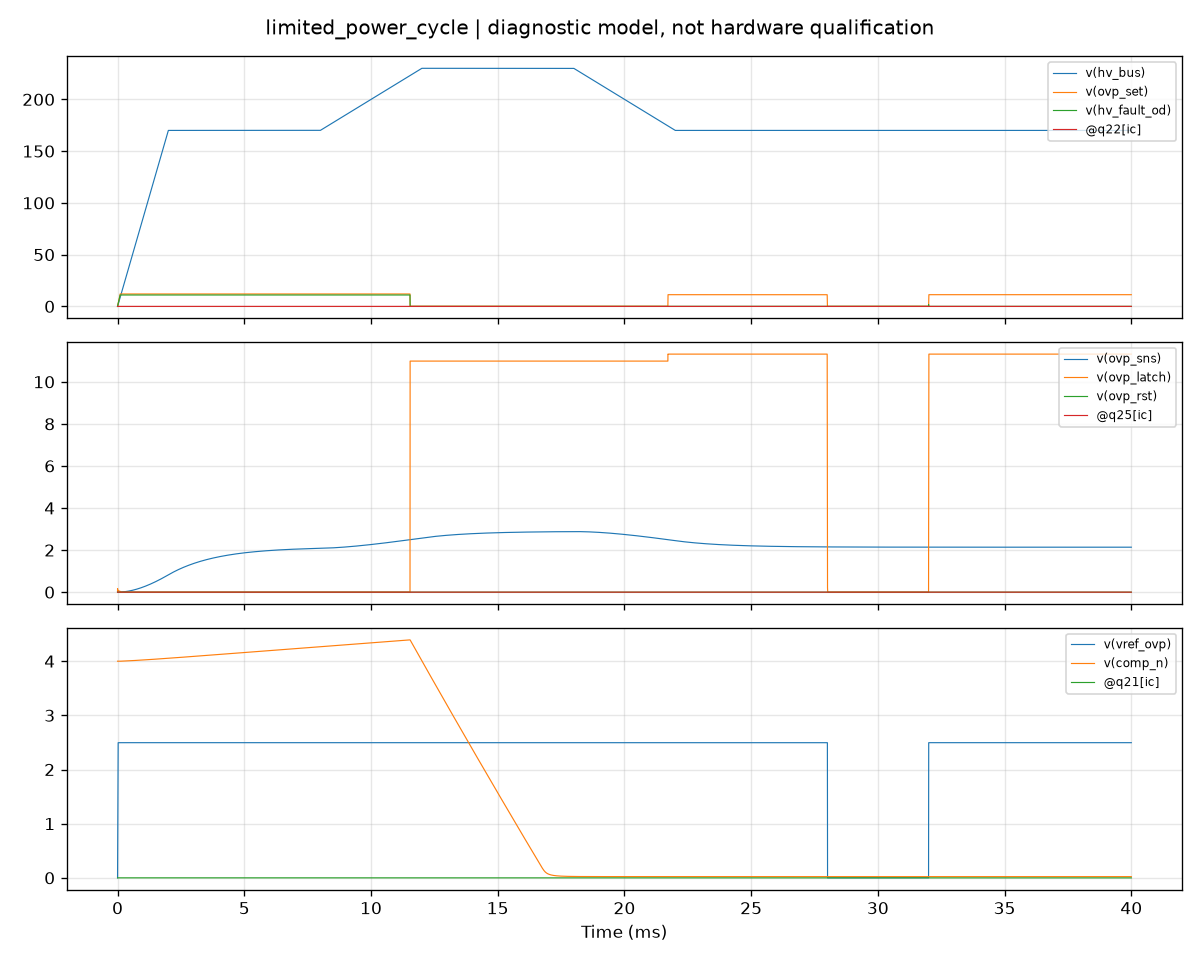 limited_power_cycle | diagnostic model, not hardware qualification
200
150
100
50
0
v(hv_bus)
v(ovp_set)
v(hv_fault_od)
@q22[ic]
10
8
6
4
2
0
v(ovp_sns)
v(ovp_latch)
v(ovp_rst)
@q25[ic]
4
3
2
1
0
v(vref_ovp)
v(comp_n)
@q21[ic]
0 5 10 15 20 25 30 35 40
Time (ms)